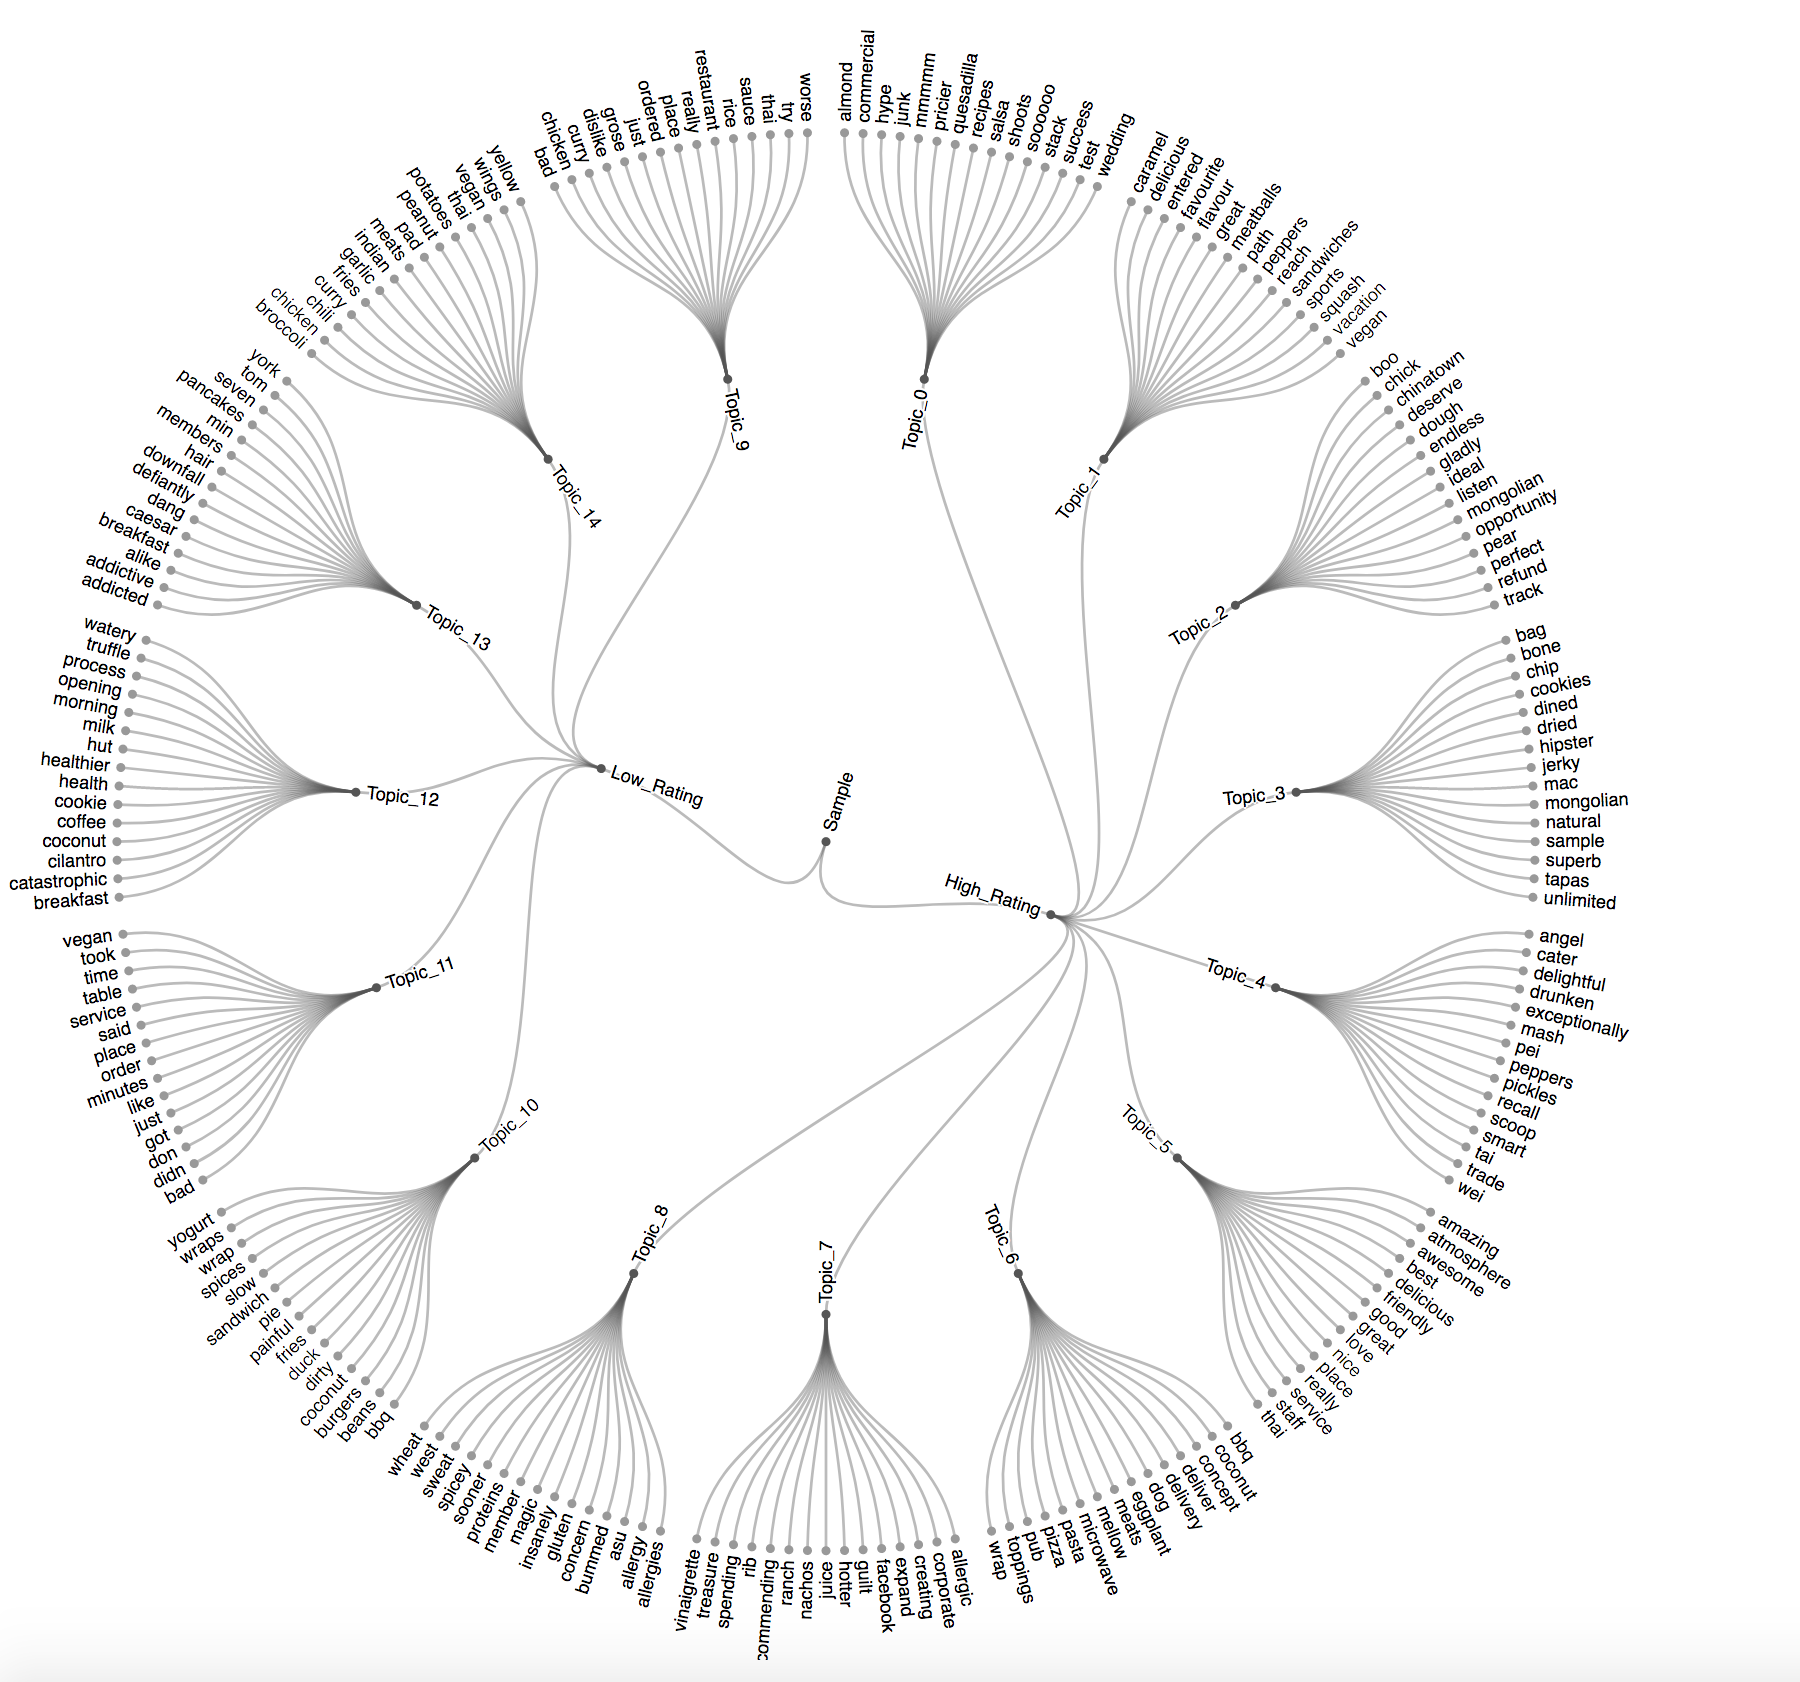 Sample
High_Rating
Topic_0
almond
commercial
hype
junk
mmmmm
pricier
quesadilla
recipes
salsa
shoots
soooooo
stack
success
test
wedding
Topic_1
caramel
delicious
entered
favourite
flavour
great
meatballs
path
peppers
reach
sandwiches
sports
squash
vacation
vegan
Topic_2
boo
chick
chinatown
deserve
dough
endless
gladly
ideal
listen
mongolian
opportunity
pear
perfect
refund
track
Topic_3
bag
bone
chip
cookies
dined
dried
hipster
jerky
mac
mongolian
natural
sample
superb
tapas
unlimited
Topic_4
angel
cater
delightful
drunken
exceptionally
mash
pei
peppers
pickles
recall
scoop
smart
tai
trade
wei
Topic_5
amazing
atmosphere
awesome
best
delicious
friendly
good
great
love
nice
place
really
service
staff
thai
Topic_6
bbq
coconut
concept
deliver
delivery
dog
eggplant
meats
mellow
microwave
pasta
pizza
pub
toppings
wrap
Topic_7
allergic
corporate
creating
expand
facebook
guilt
hotter
juice
nachos
ranch
commending
rib
spending
treasure
vinaigrette
Topic_8
allergies
allergy
asu
bummed
concern
gluten
insanely
magic
member
proteins
sooner
spicey
sweat
west
wheat
Low_Rating
Topic_9
bad
chicken
curry
dislike
grose
just
ordered
place
really
restaurant
rice
sauce
thai
try
worse
Topic_10
yogurt
wraps
wrap
spices
slow
sandwich
pie
painful
fries
duck
dirty
coconut
burgers
beans
bbq
Topic_11
vegan
took
time
table
service
said
place
order
minutes
like
just
got
don
didn
bad
Topic_12
watery
truffle
process
opening
morning
milk
hut
healthier
health
cookie
coffee
coconut
cilantro
catastrophic
breakfast
Topic_13
york
tom
seven
pancakes
min
members
hair
downfall
defiantly
dang
caesar
breakfast
alike
addictive
addicted
Topic_14
yellow
wings
vegan
thai
potatoes
peanut
pad
meats
indian
garlic
fries
curry
chili
chicken
broccoli